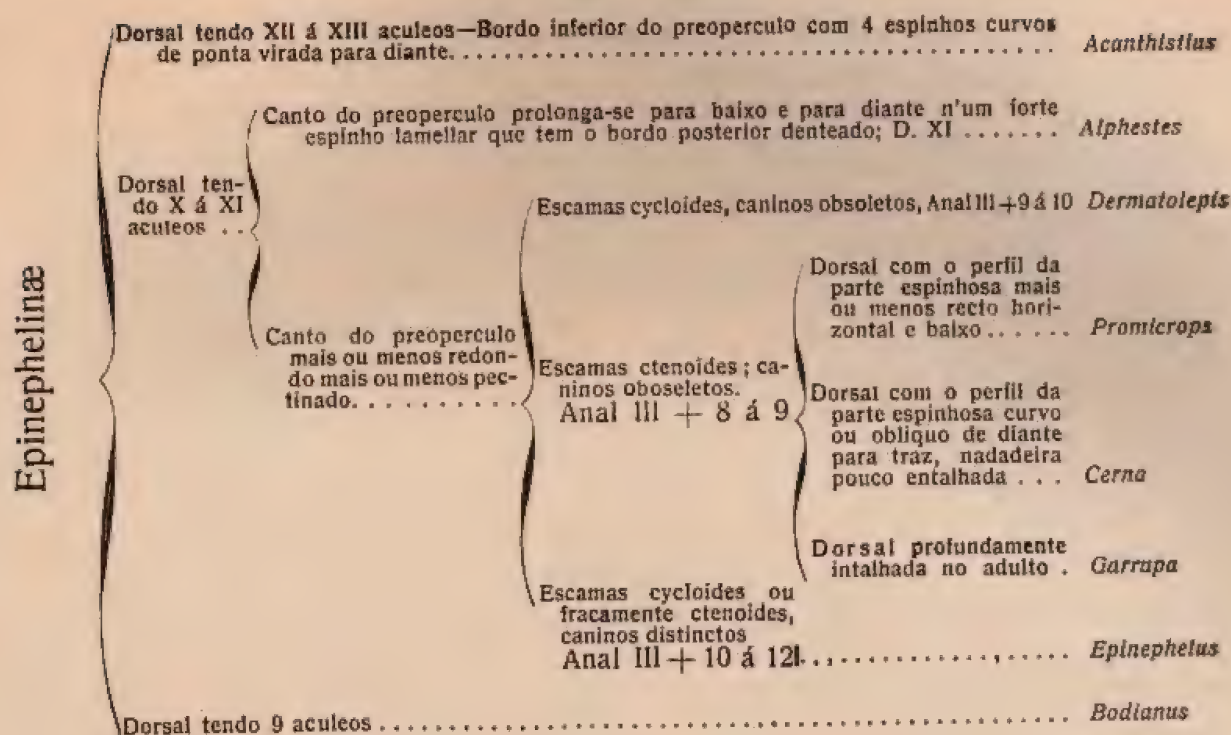 Epinephelinæ
Dorsal tendo XII á XIII aculeos—Bordo inferior do preoperculo com 4 espinhos curvos
de ponta virada para diante. . . . . . . . . . . . . . . . . . . . . . . . . . . . . . . . . . . . . . . . . Acanthistius
Dorsal ten-
do X á XI
aculeos . .
Canto do preoperculo prolonga-se para baixo e para diante n'um forte
espinho lamellar que tem o bordo posterior denteado; D. XI . . . . . . . Alphestes
Canto do preoperculo
mais ou menos redon-
do mais ou menos pec-
tinado. . . . . . . . . . .
Escamas cycloides, caninos obsoletos, Anal III + 9 á 10 Dermatolepis
Escamas ctenoides; ca-
ninos oboseletos.
Anal III + 8 á 9
Dorsal com o perfil da
parte espinhosa mais
ou menos recto hori-
zontal e baixo . . . . . . Promicrops
Dorsal com o perfil da
parte espinhosa curvo
ou obliquo de diante
para traz, nadadeira
pouco entalhada . . . Cerna
Dorsal profundamente
intalhada no adulto . Garrupa
Escamas cycloides ou
fracamente ctenoides,
caninos distinctos
Anal III + 10 á 12 . . . . . . . . . . . . . . . . . . . . Epinephelus
Dorsal tendo 9 aculeos . . . . . . . . . . . . . . . . . . . . . . . . . . . . . . . . . . . . . . . . . . . . . . . . . . Bodianus